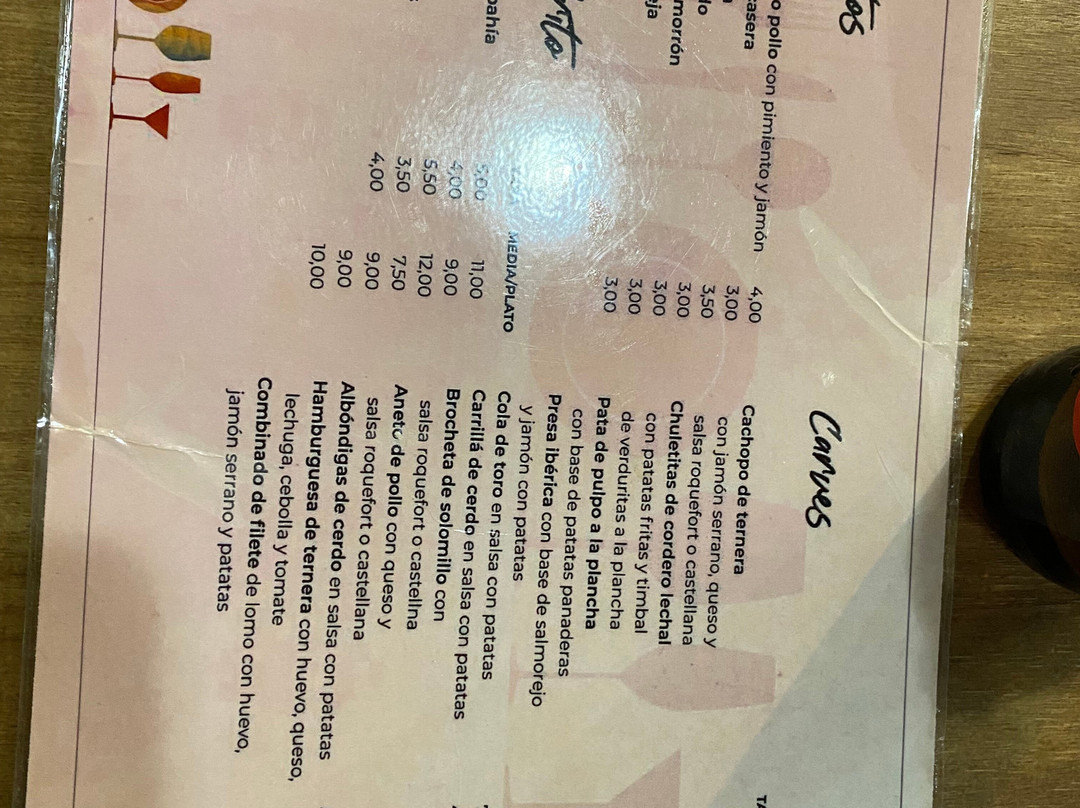 pollo con pimiento y jamón 4,00
casera 3,00
3,50
morrón 3,00
3,00
3,00
3,00
MEDIA/PLATO
5,00 11,00
bahía 4,00 9,00
5,50 12,00
3,50 7,50
4,00 9,00
9,00
10,00
Carnes
Cachopo de ternera
con jamón serrano, queso y
salsa roquefort o castellana
Chuletitas de cordero lechal
con patatas fritas y timbal
de verduritas a la plancha
Pata de pulpo a la plancha
con base de patatas panaderas
Presa ibérica con base de salmorejo
y jamón con patatas
Cola de toro en salsa con patatas
Carrillá de cerdo en salsa con patatas
Brocheta de solomillo con
salsa roquefort o castellna
Aneto de pollo con queso y
salsa roquefort o castellana
Albóndigas de cerdo en salsa con patatas
Hamburguesa de ternera con huevo, queso,
lechuga, cebolla y tomate
Combinado de filete de lomo con huevo,
jamón serrano y patatas